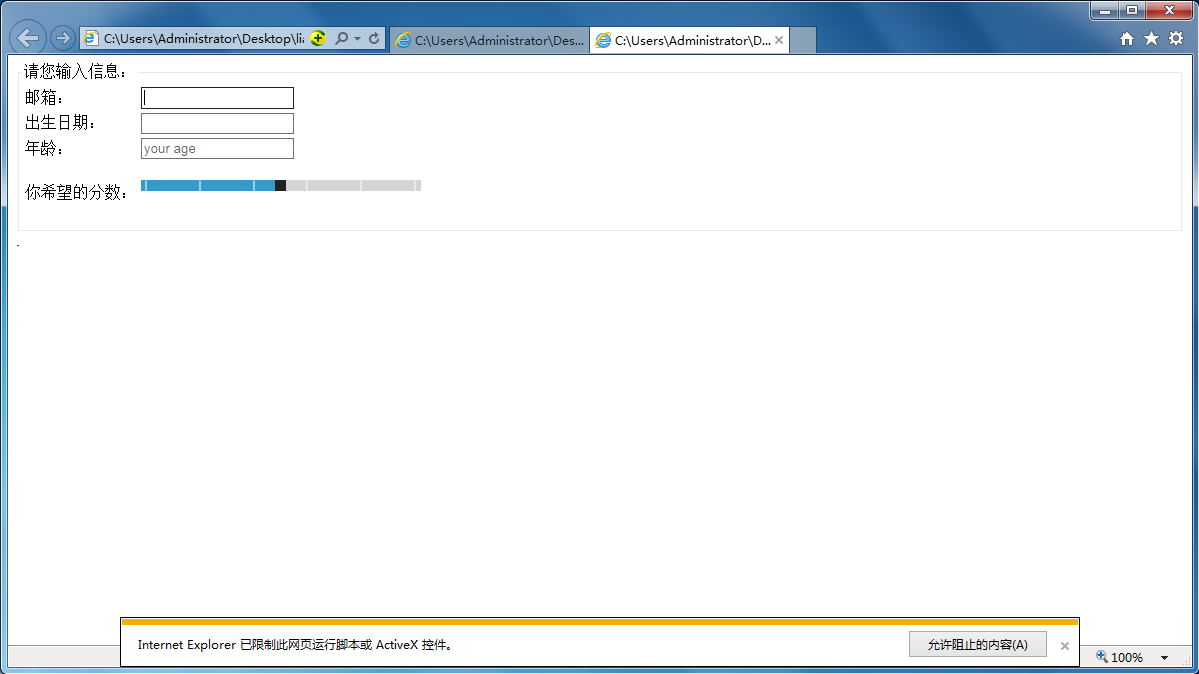 C:\Users\Administrator\Desktop\li
C:\Users\Administrator\Des...
C:\Users\Administrator\D...
请您输入信息：
邮箱：
出生日期：
年龄：
your age
你希望的分数：
Internet Explorer 已限制此网页运行脚本或 ActiveX 控件。
允许阻止的内容(A)
100%